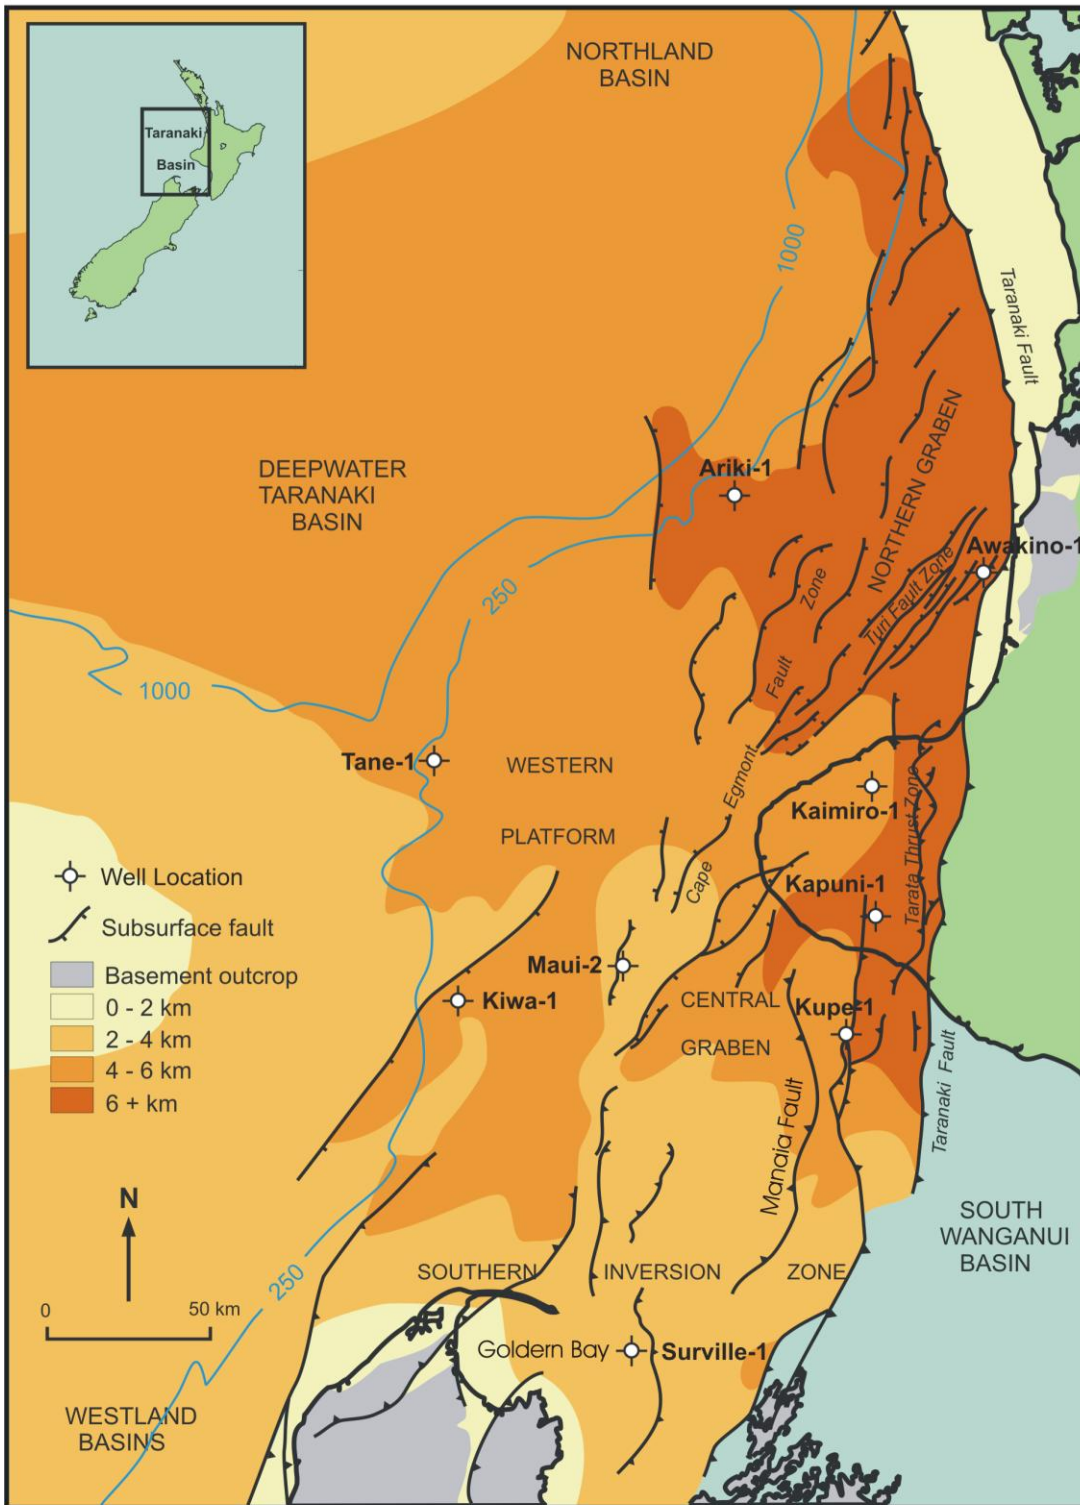 NORTHLAND
BASIN
Taranaki
Basin
1000
Taranaki Fault
DEEPWATER
TARANAKI
BASIN
Ariki-1
NORTHERN GRABEN
Awakino-1
250
Zone
Turi Fault Zone
Fault
1000
Tane-1
WESTERN
Egmont
Kaimiro-1
PLATFORM
Cape
Kapuni-1
Tarata Thrust Zone
Well Location
Subsurface fault
Basement outcrop
0 - 2 km
2 - 4 km
4 - 6 km
6 + km
Maui-2
Kiwa-1
CENTRAL
GRABEN
Kupe-1
Manaia Fault
Taranaki Fault
N
0 50 km
250
SOUTHERN INVERSION ZONE
SOUTH
WANGANUI
BASIN
Goldern Bay
Surville-1
WESTLAND
BASINS